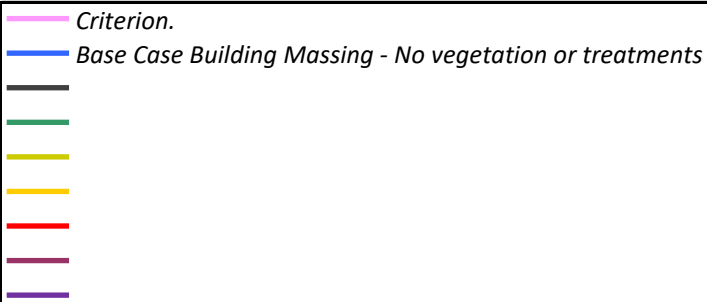 Criterion.
Base Case Building Massing - No vegetation or treatments